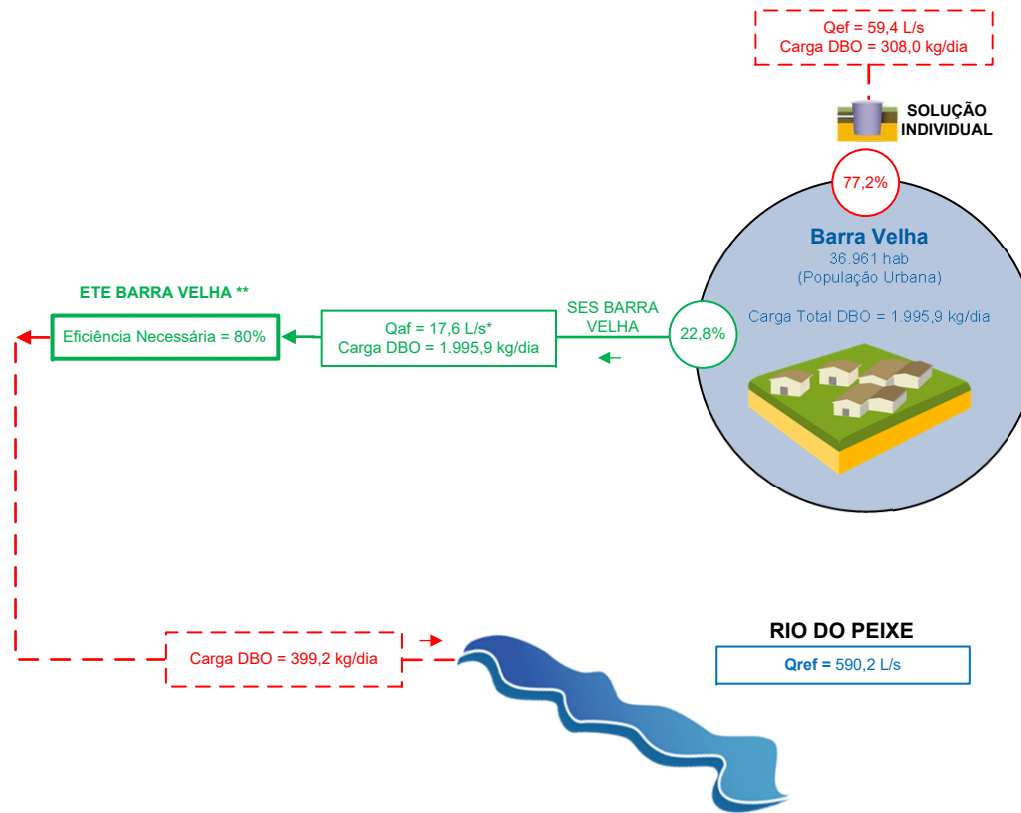 Qef = 59,4 L/s
Carga DBO = 308,0 kg/dia
SOLUÇÃO
INDIVIDUAL
77,2%
Barra Velha
36.961 hab
(População Urbana)
Carga Total DBO = 1.995,9 kg/dia
22,8%
SES BARRA
VELHA
Qaf = 17,6 L/s*
Carga DBO = 1.995,9 kg/dia
ETE BARRA VELHA **
Eficiência Necessária = 80%
Carga DBO = 399,2 kg/dia
RIO DO PEIXE
Qref = 590,2 L/s